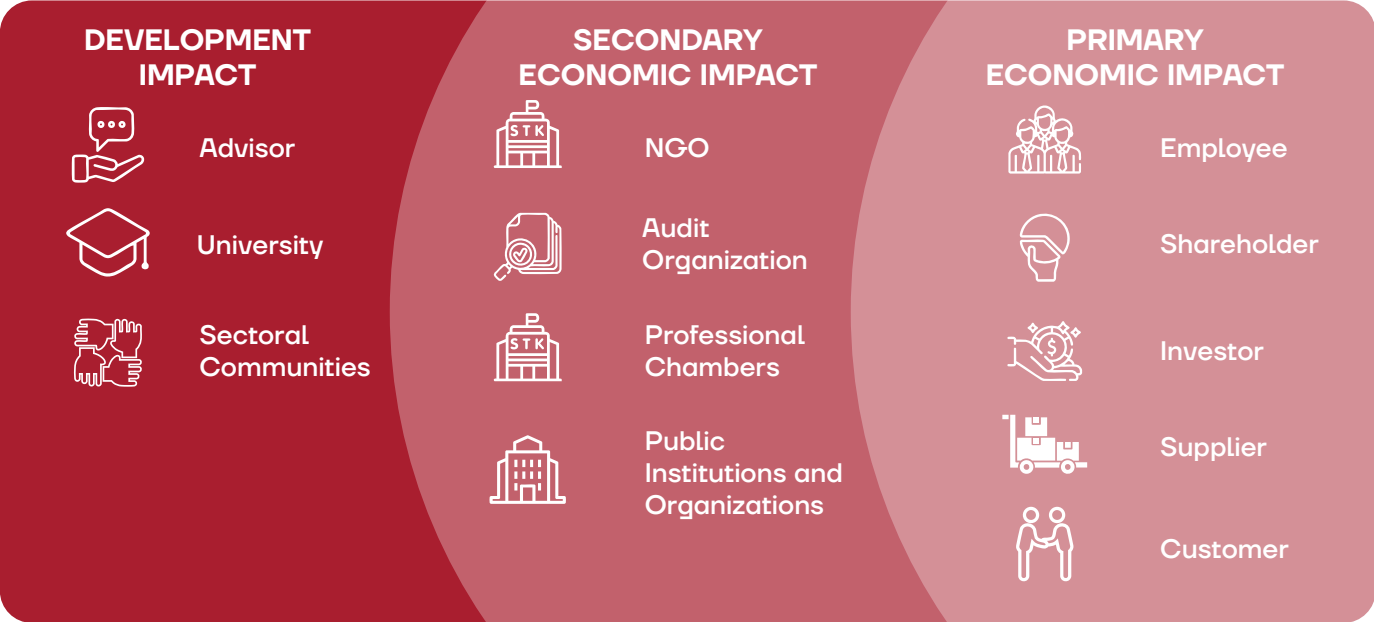 DEVELOPMENT
IMPACT
Advisor
University
Sectoral
Communities
SECONDARY
ECONOMIC IMPACT
STK
NGO
Audit
Organization
STK
Professional
Chambers
Public
Institutions and
Organizations
PRIMARY
ECONOMIC IMPACT
Employee
Shareholder
$
Investor
Supplier
Customer